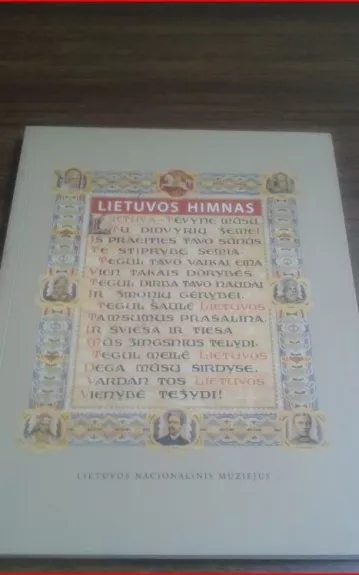 LIETUVOS HIMNAS
LIETUVA–TĖVYNE MŪSŲ,
TU DIDVYRIŲ ŽEME!
IŠ PRAEITIES TAVO SŪNŪS
TE STIPRYBĘ SEMIA.
TEGUL TAVO VAIKAI EINA
VIEN TAKAIS DORYBĖS,
TEGUL DIRBA TAVO NAUDAI
IR ŽMONIŲ GĖRYBEI.
TEGUL SAULĖ LIETUVOS
TAMSUMUS PRAŠALINA,
IR ŠVIESA IR TIESA
MŪS ŽINGSNIUS TELYDI.
TEGUL MEILĖ LIETUVOS
DEGA MŪSŲ ŠIRDYSE,
VARDAN TOS LIETUVOS
VIENYBĖ TEŽYDI!
LIETUVOS NACIONALINIS MUZIEJUS